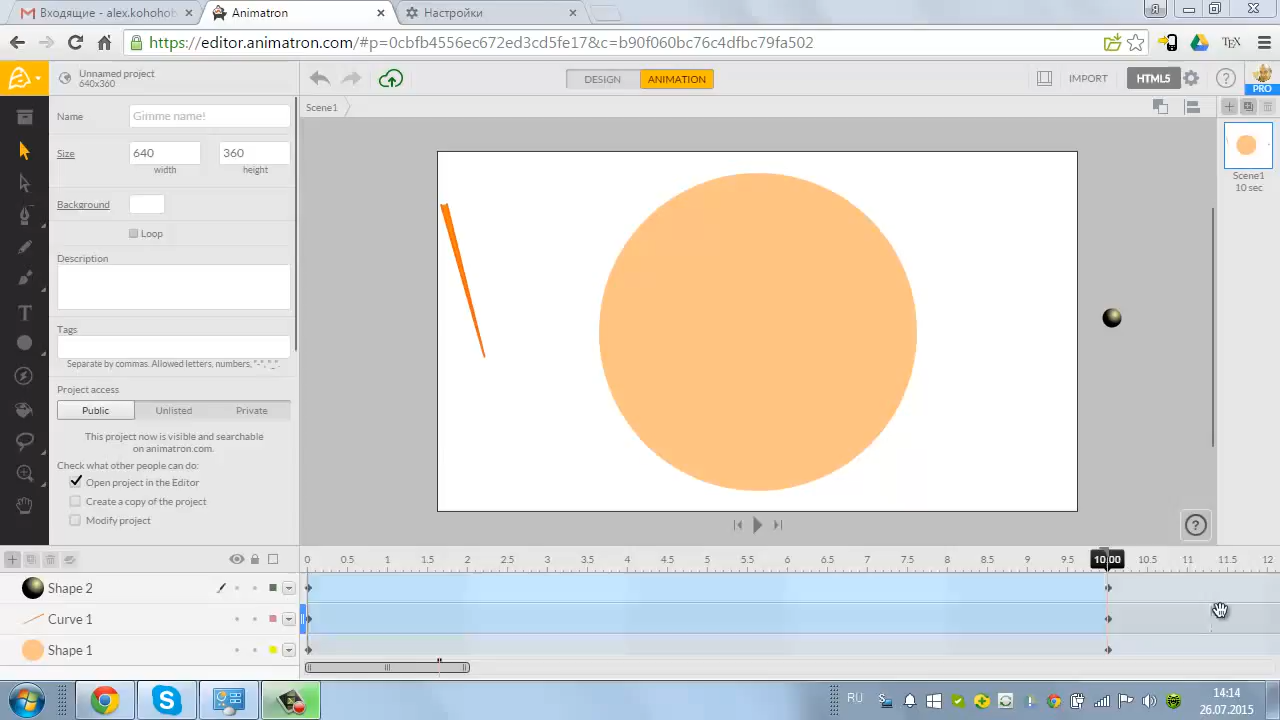 Входящие - alex.kohohob
Animatron
Настройки
https://editor.animatron.com/#p=0cbfb4556ec672ed3cd5fe17&c=b90f060bc76c4dfbc79fa502
TEX
Unnamed project
640x360
DESIGN
ANIMATION
IMPORT
HTML5
?
PRO
Scene1
Name
Gimme name!
Size
640
360
width
height
Background
Loop
Description
Tags
Separate by commas. Allowed letters, numbers, "-", "_".
Project access
Public
Unlisted
Private
This project now is visible and searchable
on animatron.com.
Check what other people can do:
Open project in the Editor
Create a copy of the project
Modify project
T
Scene1
10 sec
?
0 0.5 1 1.5 2 2.5 3 3.5 4 4.5 5 5.5 6 6.5 7 7.5 8 8.5 9 9.5 10:00 10.5 11 11.5 12
Shape 2
Curve 1
Shape 1
RU
14:14
26.07.2015